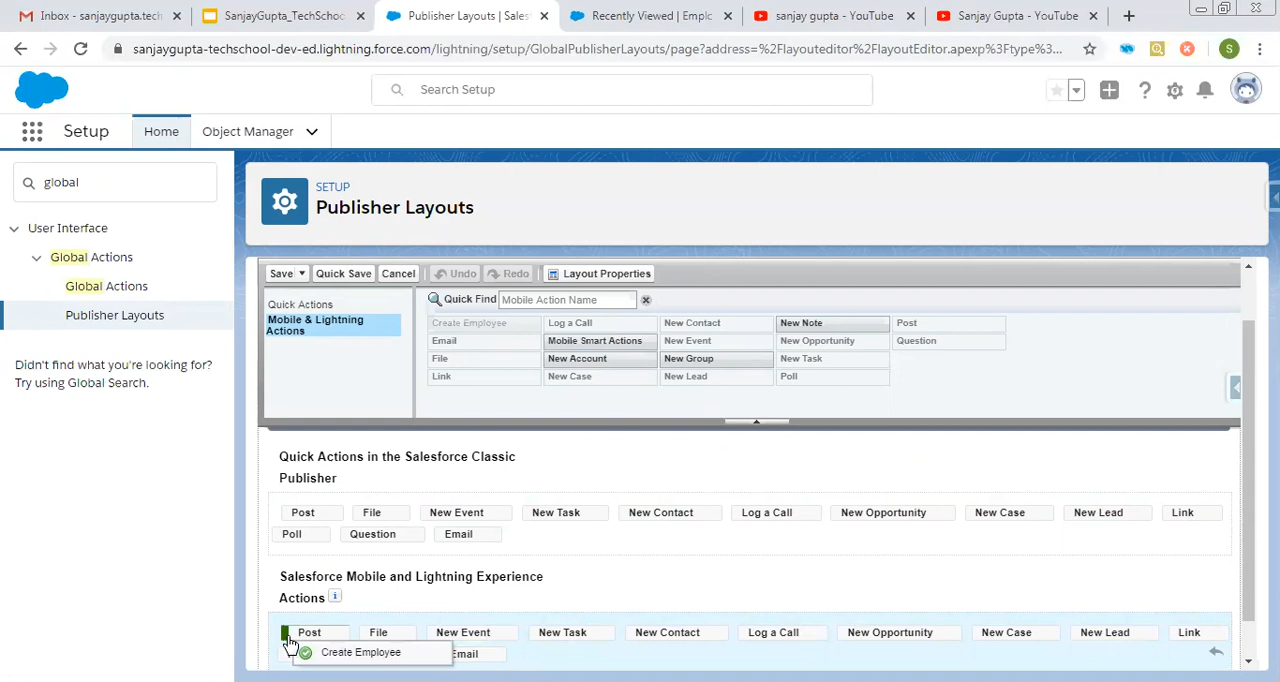 Inbox - sanjaygupta.tech
SanjayGupta_TechSchoo
Publisher Layouts | Sales
Recently Viewed | Emplo
sanjay gupta - YouTube
Sanjay Gupta - YouTube
sanjaygupta-techschool-dev-ed.lightning.force.com/lightning/setup/GlobalPublisherLayouts/page?address=%2Flayouteditor%2FlayoutEditor.apexp%3Ftype%3...
S
Search Setup
Setup
Home
Object Manager
global
User Interface
Global Actions
Global Actions
Publisher Layouts
Didn't find what you're looking for?
Try using Global Search.
SETUP
Publisher Layouts
Save
Quick Save
Cancel
Undo
Redo
Layout Properties
Quick Actions
Mobile & Lightning
Actions
Quick Find
Mobile Action Name
Create Employee
Log a Call
New Contact
New Note
Post
Email
Mobile Smart Actions
New Event
New Opportunity
Question
File
New Account
New Group
New Task
Link
New Case
New Lead
Poll
Quick Actions in the Salesforce Classic
Publisher
Post
File
New Event
New Task
New Contact
Log a Call
New Opportunity
New Case
New Lead
Link
Poll
Question
Email
Salesforce Mobile and Lightning Experience
Actions
Post
File
New Event
New Task
New Contact
Log a Call
New Opportunity
New Case
New Lead
Link
Create Employee
Email